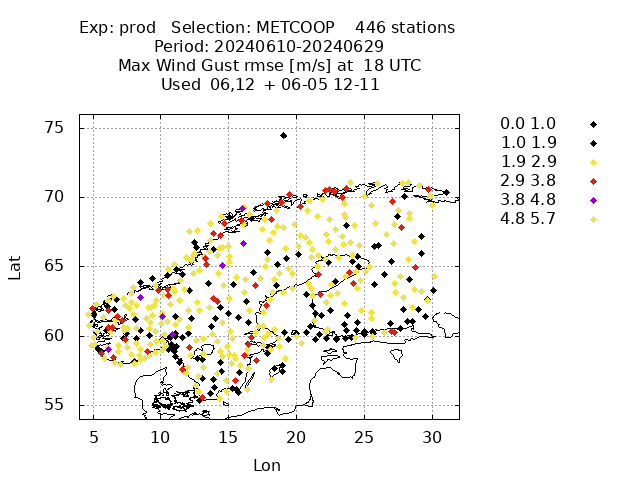 Exp: prod Selection: METCOOP 446 stations
Period: 20240610-20240629
Max Wind Gust rmse [m/s] at 18 UTC
Used 06,12 + 06-05 12-11
75
70
65
60
55
5 10 15 20 25 30
Lat
Lon
0.0 1.0
1.0 1.9
1.9 2.9
2.9 3.8
3.8 4.8
4.8 5.7